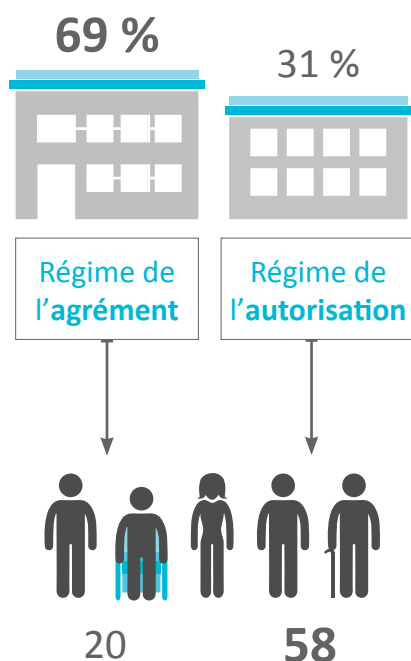 69 %
31 %
Régime de
l'agrément
Régime de
l'autorisation
20
58